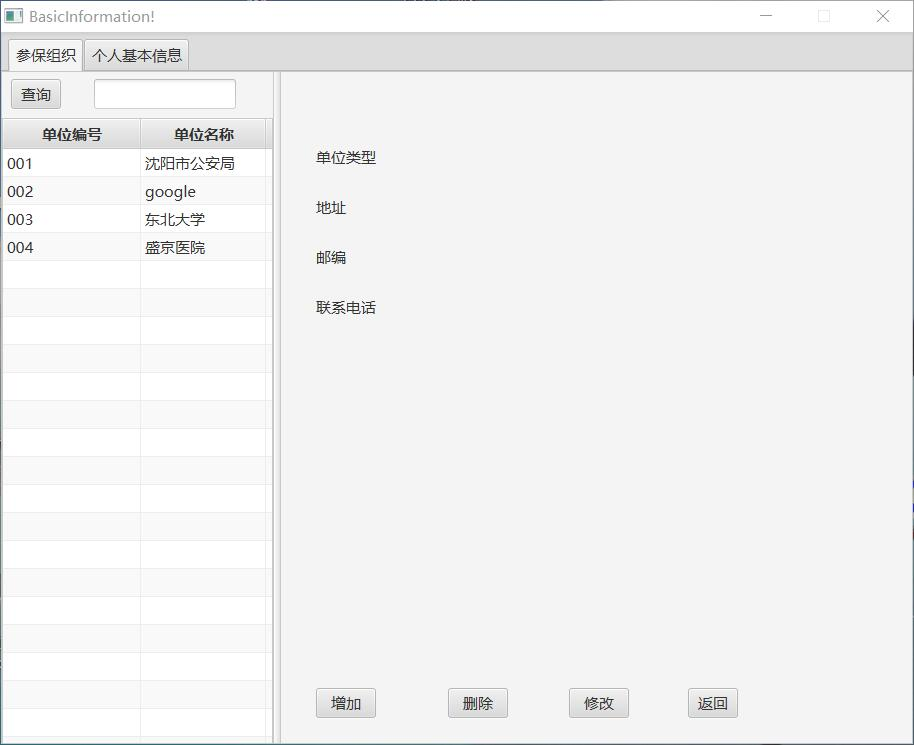 BasicInformation!
参保组织 个人基本信息
查询
单位编号 单位名称
001 沈阳市公安局
002 google
003 东北大学
004 盛京医院
单位类型
地址
邮编
联系电话
增加 删除 修改 返回